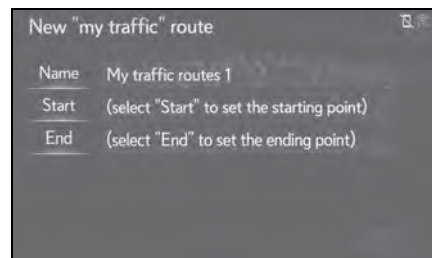 New "my traffic" route
Name My traffic routes 1
Start (select "Start" to set the starting point)
End (select "End" to set the ending point)